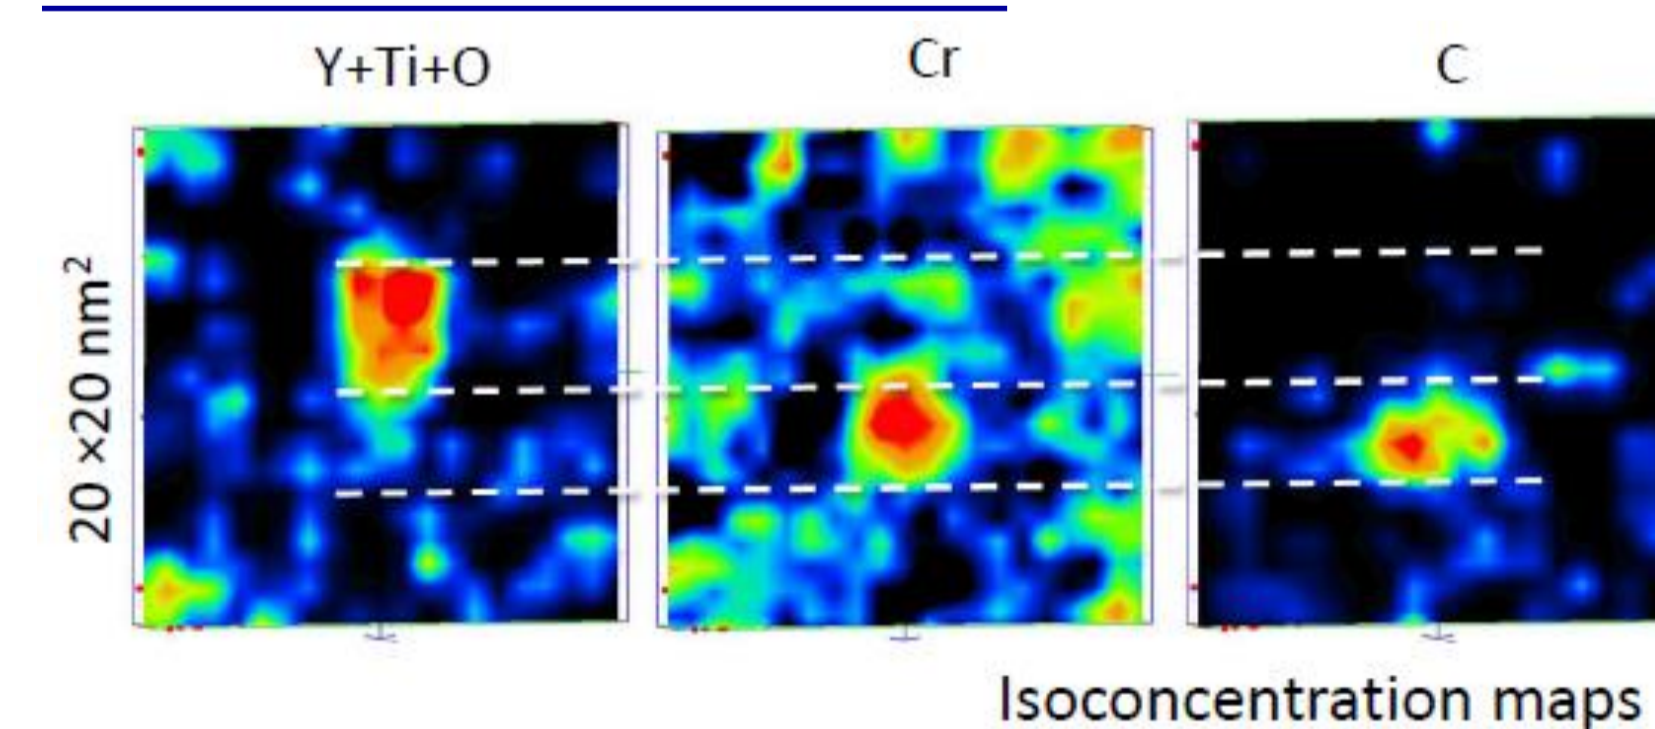 Y+Ti+O
Cr
C
20 ×20 nm²
Isoconcentration maps